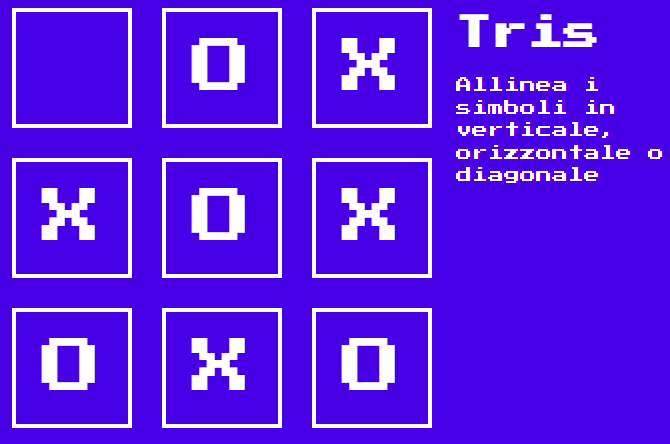 O X
Tris
Allinea i
simboli in
verticale,
orizzontale o
diagonale
X O X
O X O